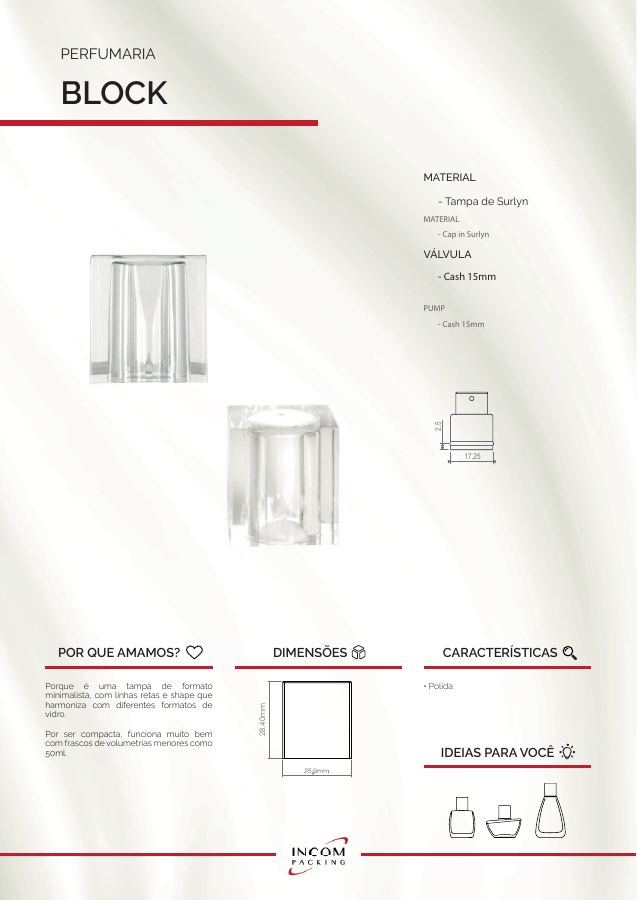 PERFUMARIA
BLOCK
MATERIAL
- Tampa de Surlyn
MATERIAL
- Cap in Surlyn
VÁLVULA
- Cash 15mm
PUMP
- Cash 15mm
2,5
17,25
POR QUE AMAMOS?
Porque é uma tampa de formato
minimalista, com linhas retas e shape que
harmoniza com diferentes formatos de
vidro.
Por ser compacta, funciona muito bem
com frascos de volumetrias menores como
50ml.
DIMENSÕES
28,40mm
25,9mm
CARACTERÍSTICAS
• Polida
IDEIAS PARA VOCÊ
INCOM
PACKING